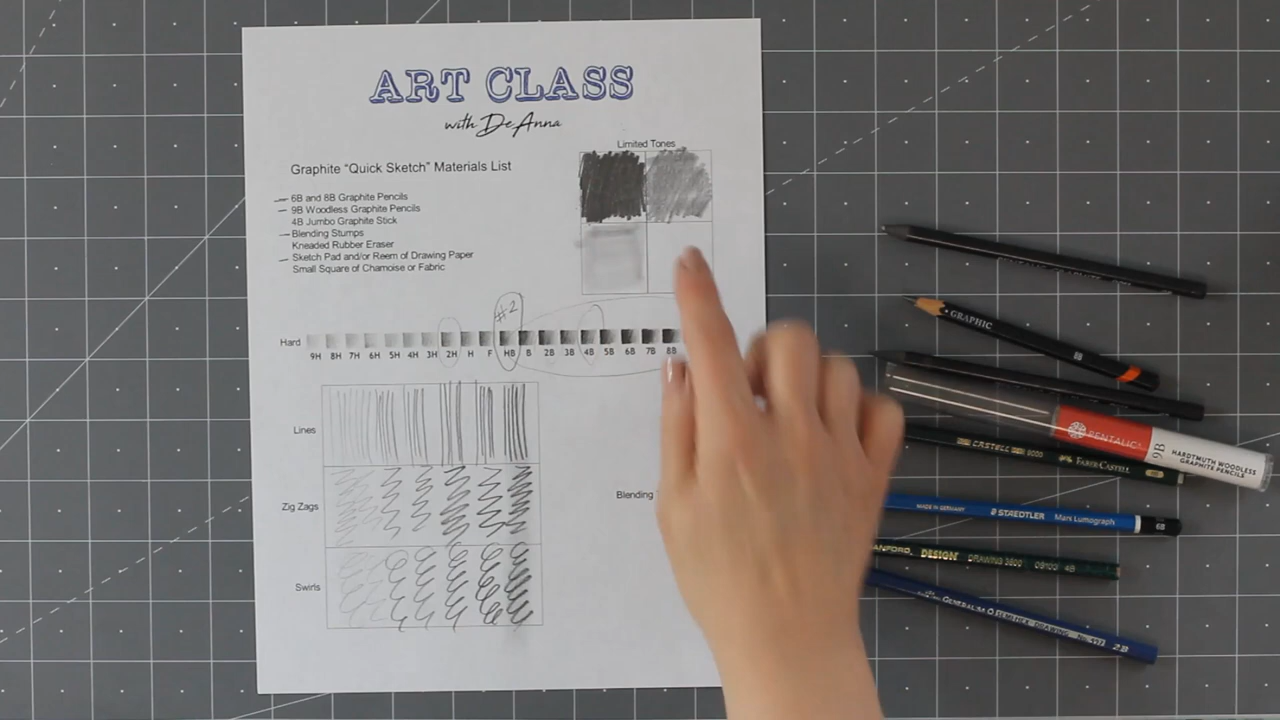 ART CLASS
with DeAnna
Limited Tones
Graphite "Quick Sketch" Materials List
6B and 8B Graphite Pencils
9B Woodless Graphite Pencils
4B Jumbo Graphite Stick
Blending Stumps
Kneaded Rubber Eraser
Sketch Pad and/or Reem of Drawing Paper
Small Square of Chamoise or Fabric
#2
Hard
9H 8H 7H 6H 5H 4H 3H 2H H F HB B 2B 3B 4B 5B 6B 7B 8B
Lines
Zig Zags
Swirls
Blending
GRAPHIC
PENTALIC
9B
HARDTMUTH WOODLESS
GRAPHITE PENCILS
CASTELL 9000
FABER-CASTELL
MADE IN GERMANY STAEDTLER Mars Lumograph 6B
ANFORD. DESIGN DRAWING 3800 4B
GENERAL'S